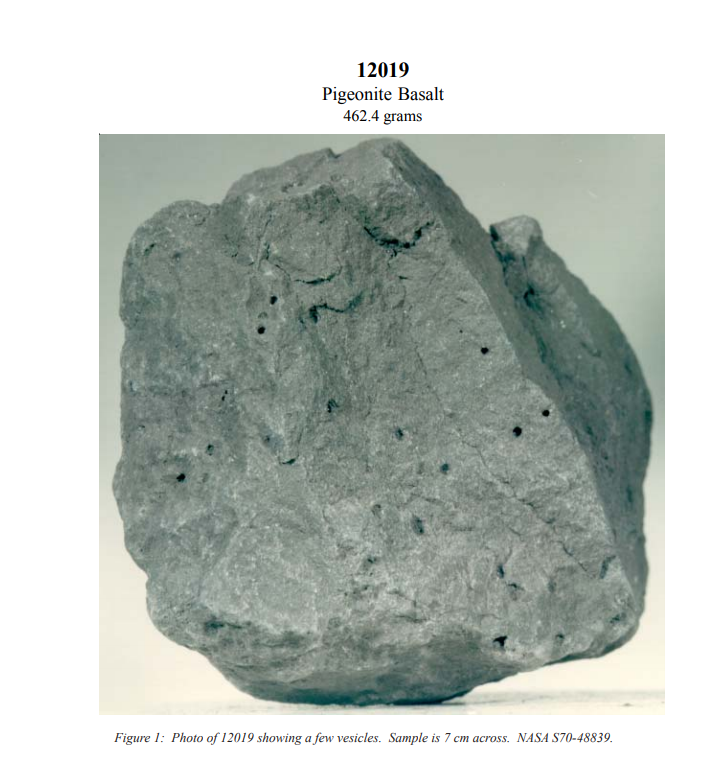 12019
Pigeonite Basalt
462.4 grams
Figure 1:  Photo of 12019 showing a few vesicles.  Sample is 7 cm across.  NASA S70-48839.